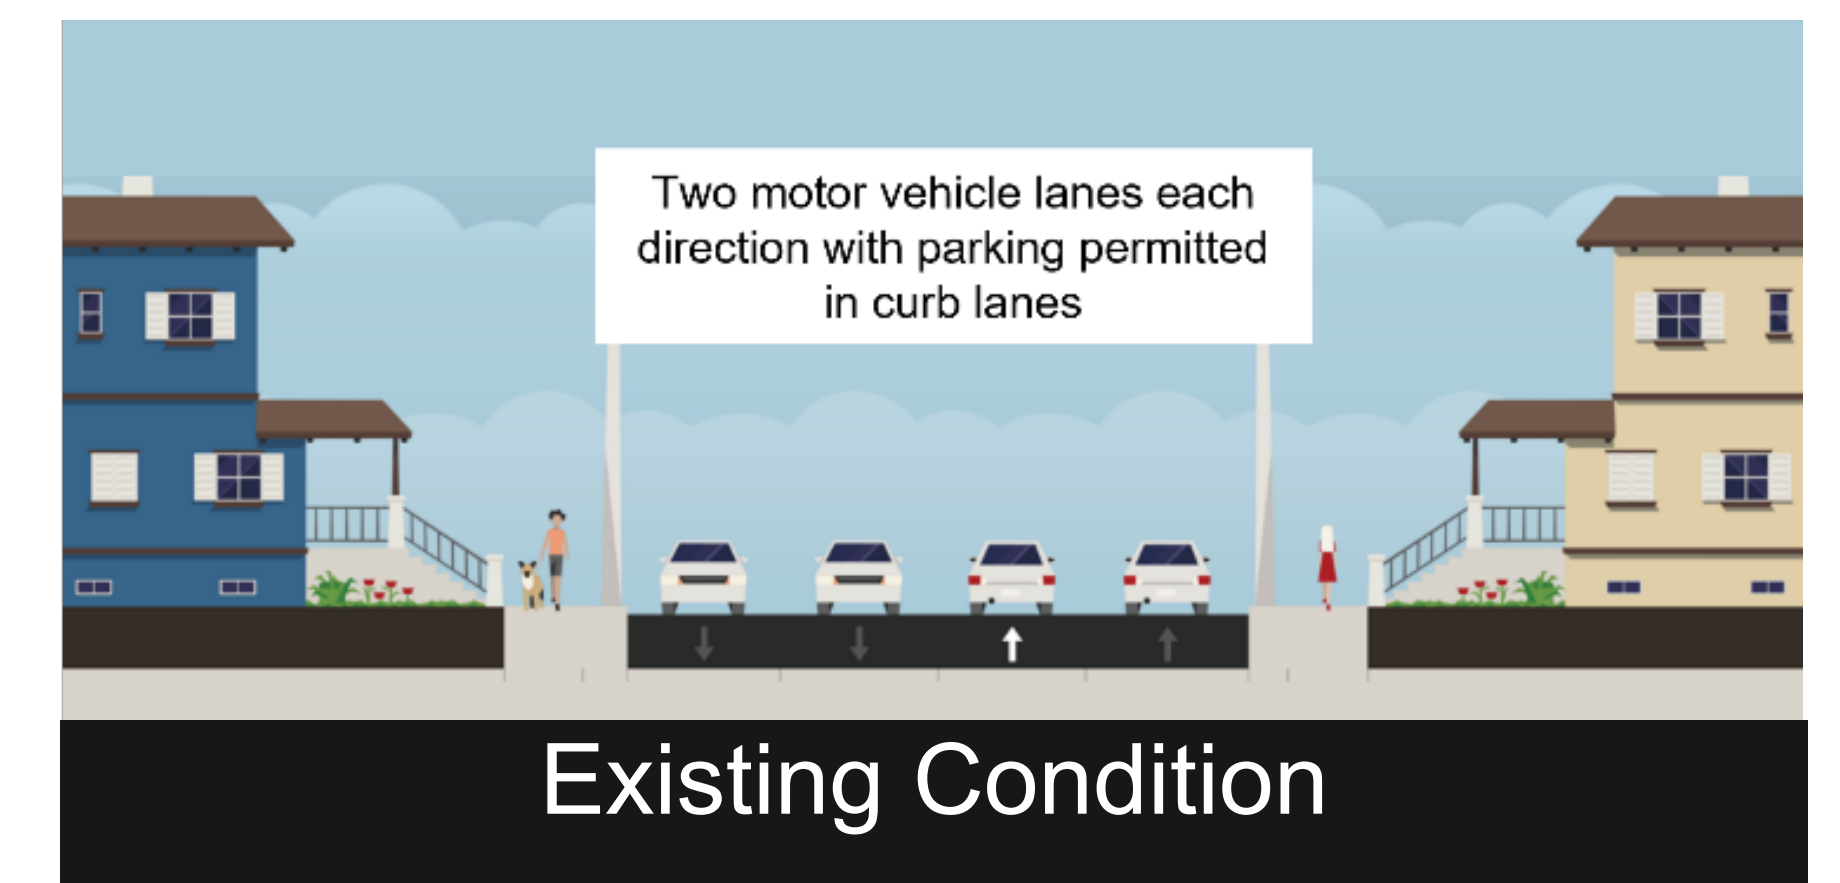 Two motor vehicle lanes each
direction with parking permitted
in curb lanes
Existing Condition